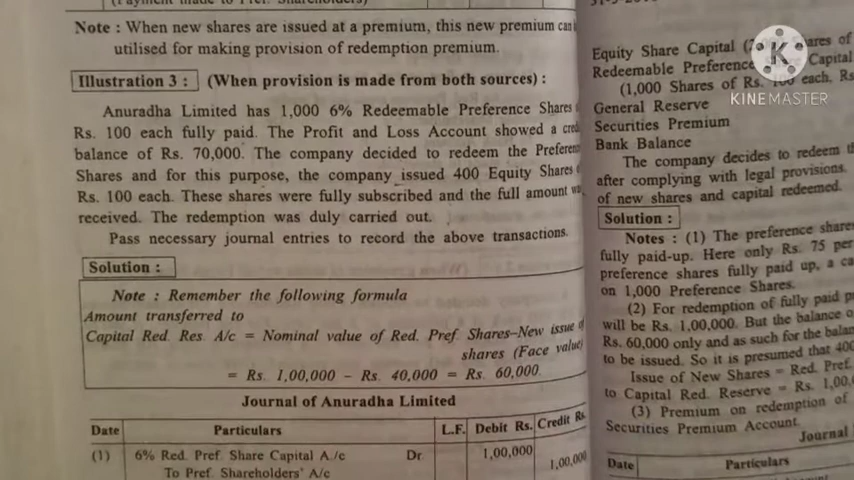 (Payment made to Pref. Shareholders)
Note : When new shares are issued at a premium, this new premium can
utilised for making provision of redemption premium.
Illustration 3 : (When provision is made from both sources) :
Anuradha Limited has 1,000 6% Redeemable Preference Shares
Rs. 100 each fully paid. The Profit and Loss Account showed a
balance of Rs. 70,000. The company decided to redeem the
Shares and for this purpose, the company issued 400 Equity Shares
Rs. 100 each. These shares were fully subscribed and the full amount
received. The redemption was duly carried out.
Pass necessary journal entries to record the above transactions.
Solution :
Note : Remember the following formula
Amount transferred to
Capital Red. Res. A/c = Nominal value of Red. Pref. Shares–New issue of
shares (Face value)
= Rs. 1,00,000 – Rs. 40,000 = Rs. 60,000.
Journal of Anuradha Limited
Date Particulars L.F. Debit Rs. Credit Rs.
(1) 6% Red. Pref Share Capital A./c Dr. 1,00,000
To Pref. Shareholders' A/c 1,00,000
Equity Share Capital
Redeemable Preference
(1,000 Shares of Rs. 100 each.
General Reserve
Securities Premium
Bank Balance
The company decides to redeem
after complying with legal provisions.
of new shares and capital redeemed.
Solution :
Notes : (1) The preference
fully paid-up. Here only Rs. 75 per
preference shares fully paid up, a
on 1,000 Preference Shares.
(2) For redemption of fully paid
will be Rs. 1,00,000. But the balance
Rs. 60,000 only and as such for the
to be issued. So it is presumed that
Issue of New Shares = Red. Pref.
to Capital Red. Reserve = Rs.
(3) Premium on redemption of
Securities Premium Account.
Journal
Date Particulars
K
KINEMASTER